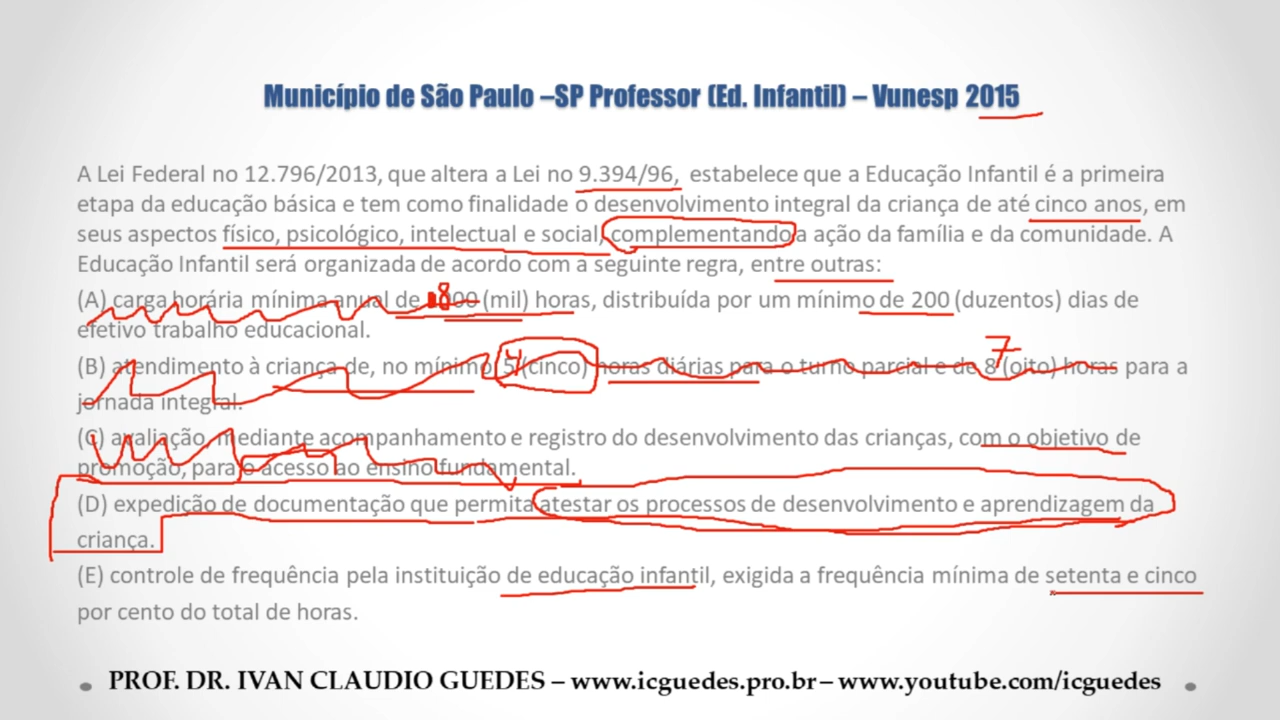 Município de São Paulo –SP Professor (Ed. Infantil) – Vunesp 2015
A Lei Federal no 12.796/2013, que altera a Lei no 9.394/96, estabelece que a Educação Infantil é a primeira
etapa da educação básica e tem como finalidade o desenvolvimento integral da criança de até cinco anos, em
seus aspectos físico, psicológico, intelectual e social, complementando a ação da família e da comunidade. A
Educação Infantil será organizada de acordo com a seguinte regra, entre outras:
(A) carga horária mínima anual de 800 (mil) horas, distribuída por um mínimo de 200 (duzentos) dias de
efetivo trabalho educacional.
7
(B) atendimento à criança de, no mínimo, 5 4 (cinco) horas diárias para o turno parcial e de 8 (oito) horas para a
jornada integral.
(C) avaliação, mediante acompanhamento e registro do desenvolvimento das crianças, com o objetivo de
promoção, para o acesso ao ensino fundamental.
(D) expedição de documentação que permita atestar os processos de desenvolvimento e aprendizagem da
criança.
(E) controle de frequência pela instituição de educação infantil, exigida a frequência mínima de setenta e cinco
por cento do total de horas.
PROF. DR. IVAN CLAUDIO GUEDES – www.icguedes.pro.br – www.youtube.com/icguedes